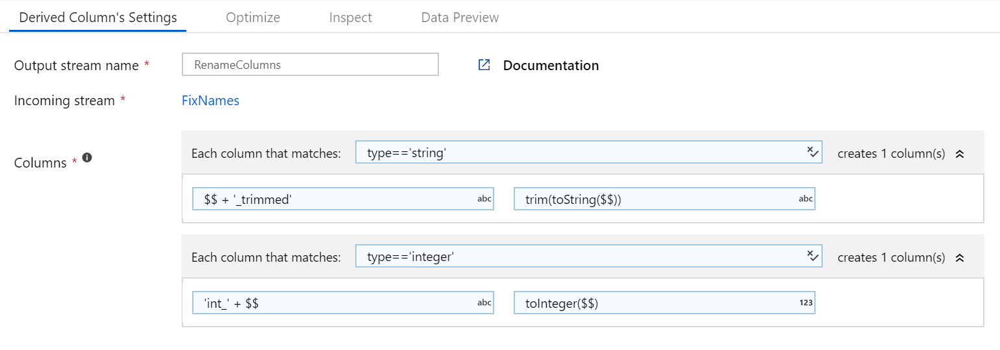 Derived Column's Settings Optimize Inspect Data Preview
Output stream name * RenameColumns Documentation
Incoming stream * FixNames
Columns *
Each column that matches: type=='string' creates 1 column(s)
$$ + '_trimmed' abc trim(toString($$)) abc
Each column that matches: type=='integer' creates 1 column(s)
'int_' + $$ abc toInteger($$) 123